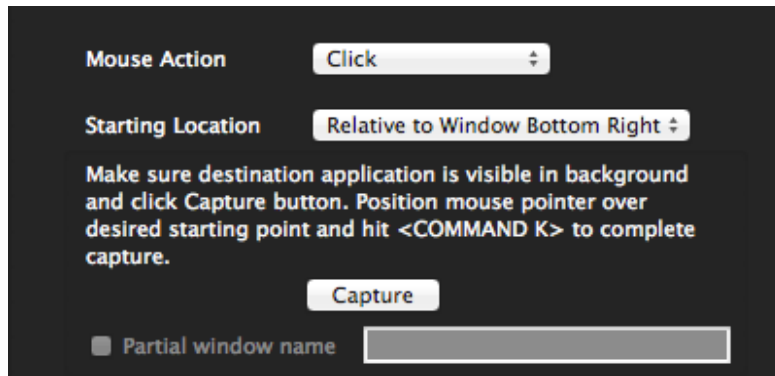 Mouse Action Click
Starting Location Relative to Window Bottom Right
Make sure destination application is visible in background
and click Capture button. Position mouse pointer over
desired starting point and hit <COMMAND K> to complete
capture.
Capture
Partial window name